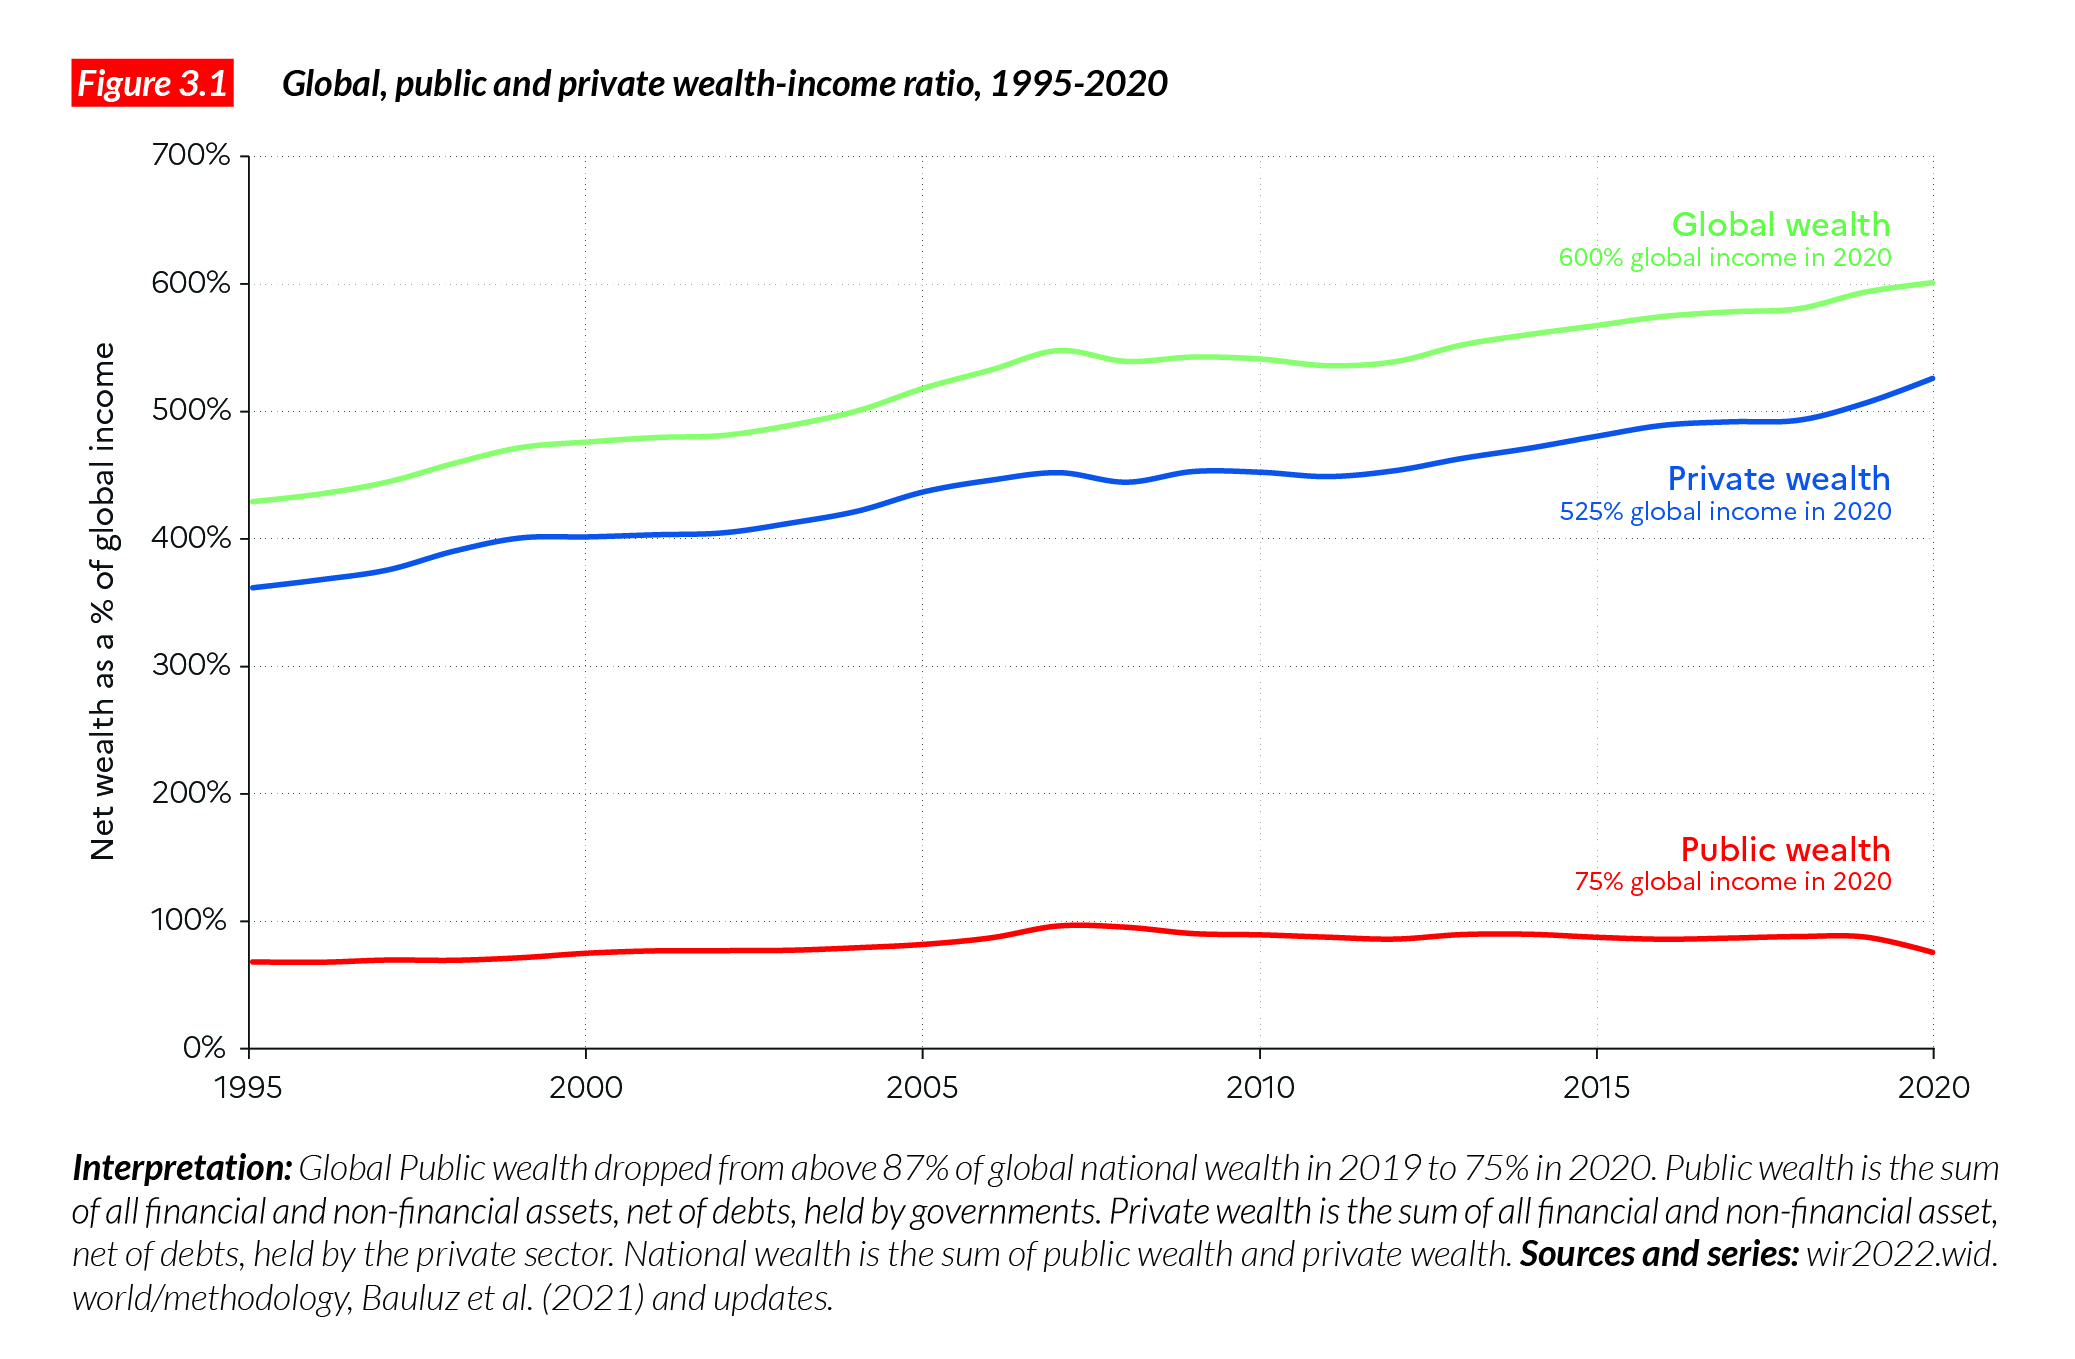 Figure 3.1 Global, public and private wealth-income ratio, 1995-2020
700%
600%
500%
400%
300%
200%
100%
0%
Net wealth as a % of global income
Global wealth
600% global income in 2020
Private wealth
525% global income in 2020
Public wealth
75% global income in 2020
1995 2000 2005 2010 2015 2020
Interpretation: Global Public wealth dropped from above 87% of global national wealth in 2019 to 75% in 2020. Public wealth is the sum
of all financial and non-financial assets, net of debts, held by governments. Private wealth is the sum of all financial and non-financial asset,
net of debts, held by the private sector. National wealth is the sum of public wealth and private wealth. Sources and series: wir2022.wid.
world/methodology, Bauluz et al. (2021) and updates.